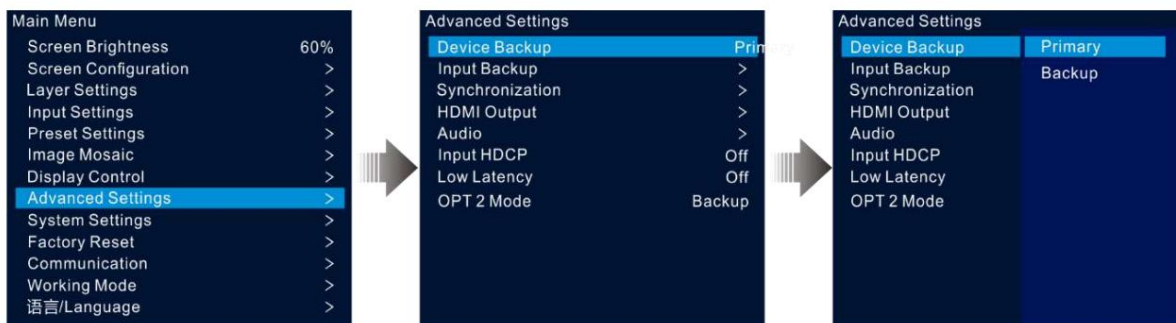 Main Menu
Screen Brightness 60%
Screen Configuration >
Layer Settings >
Input Settings >
Preset Settings >
Image Mosaic >
Display Control >
Advanced Settings >
System Settings >
Factory Reset >
Communication >
Working Mode >
语言/Language >
Advanced Settings
Device Backup Primary
Input Backup >
Synchronization >
HDMI Output >
Audio >
Input HDCP Off
Low Latency Off
OPT 2 Mode Backup
Advanced Settings
Device Backup Primary
Input Backup Backup
Synchronization
HDMI Output
Audio
Input HDCP
Low Latency
OPT 2 Mode